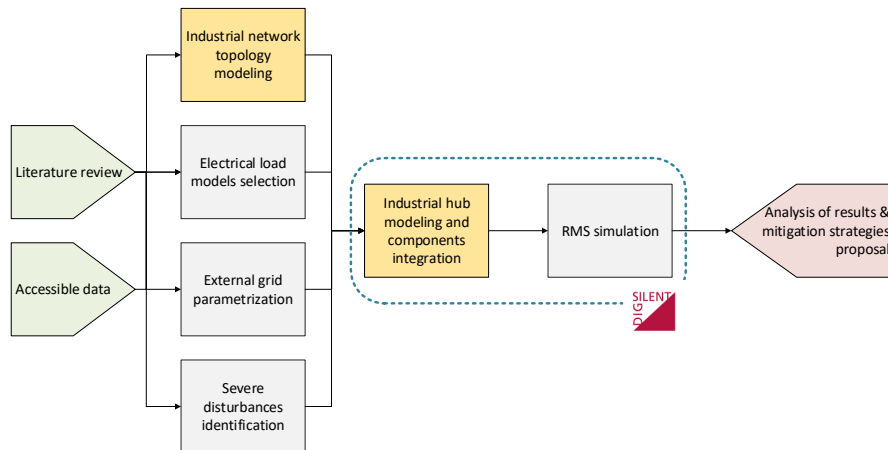 Industrial network
topology
modeling
Literature review
Electrical load
models selection
Accessible data
External grid
parametrization
Severe
disturbances
identification
Industrial hub
modeling and
components
integration
RMS simulation
DIG
SILENT
Analysis of results &
mitigation strategies
proposal